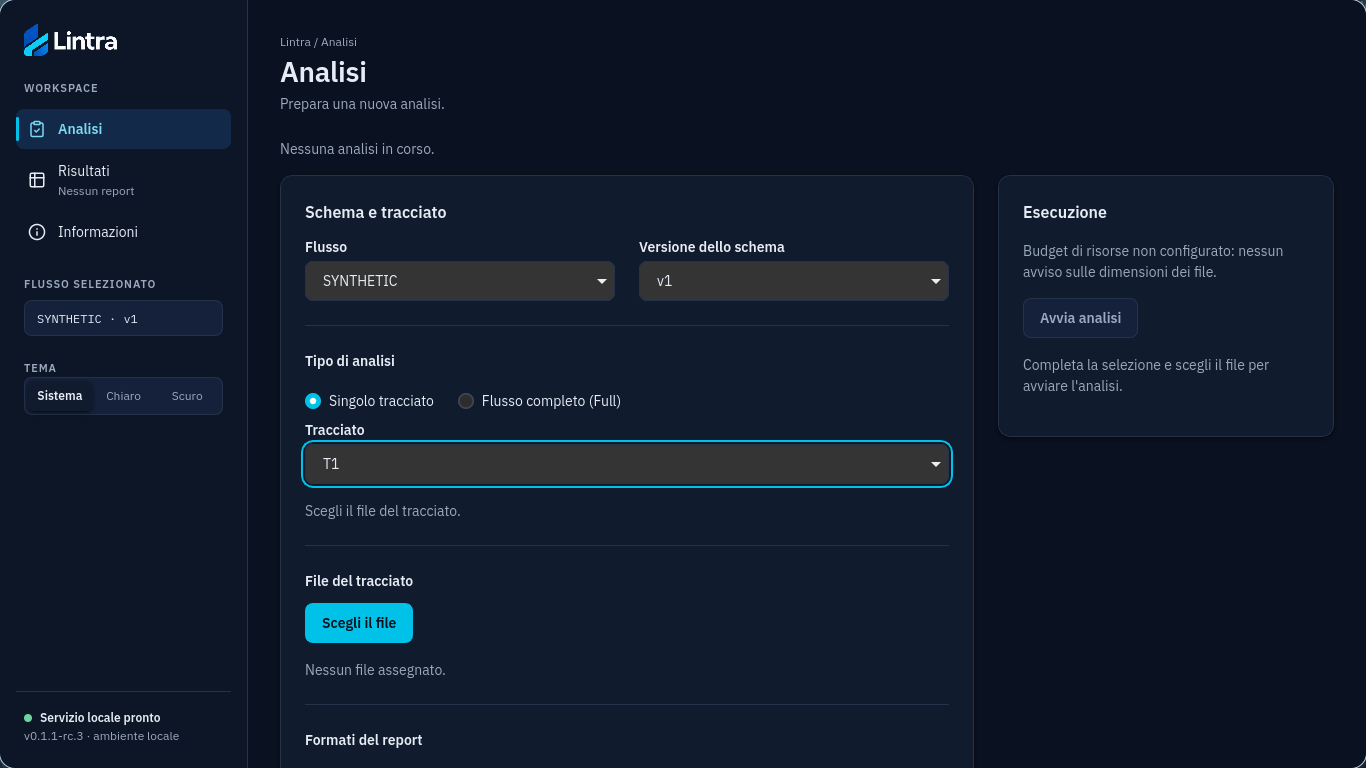 Lintra
WORKSPACE
Analisi
Risultati
Nessun report
Informazioni
FLUSSO SELEZIONATO
SYNTHETIC · v1
TEMA
Sistema Chiaro Scuro
Servizio locale pronto
v0.1.1-rc.3 · ambiente locale
Lintra / Analisi
Analisi
Prepara una nuova analisi.
Nessuna analisi in corso.
Schema e tracciato
Flusso
SYNTHETIC
Versione dello schema
v1
Tipo di analisi
Singolo tracciato
Flusso completo (Full)
Tracciato
T1
Scegli il file del tracciato.
File del tracciato
Scegli il file
Nessun file assegnato.
Formati del report
Esecuzione
Budget di risorse non configurato: nessun
avviso sulle dimensioni dei file.
Avvia analisi
Completa la selezione e scegli il file per
avviare l'analisi.